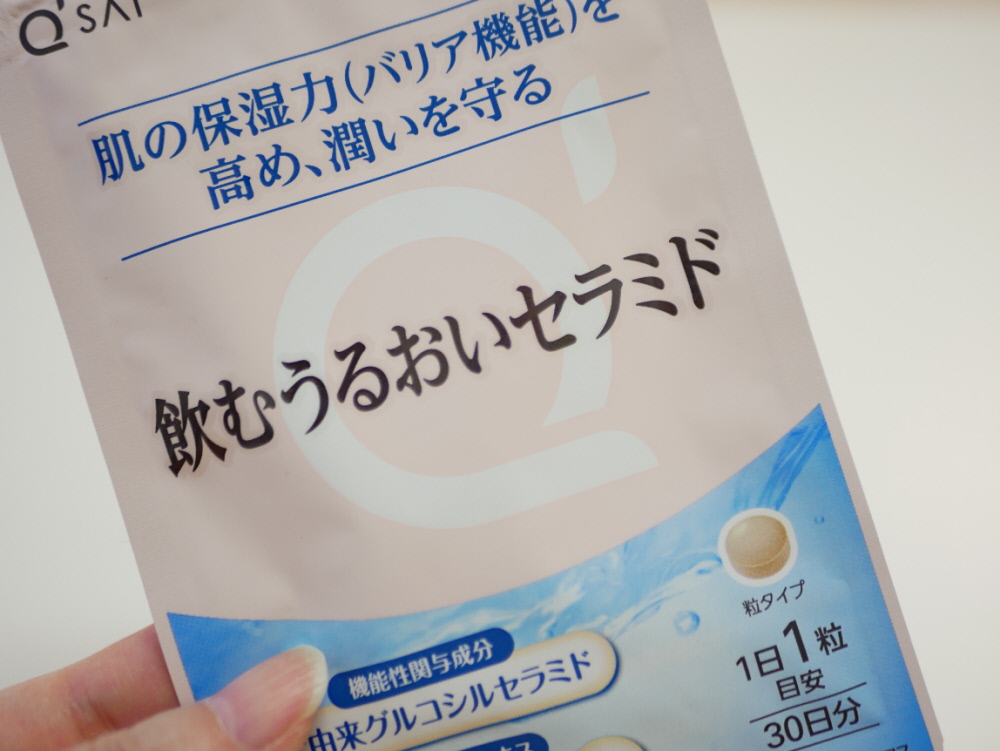 Q'SAI
肌の保湿力(バリア機能)を
高め、潤いを守る
飲むうるおいセラミド
粒タイプ
1日1粒
目安
30日分
機能性関与成分
由来グルコシルセラミド